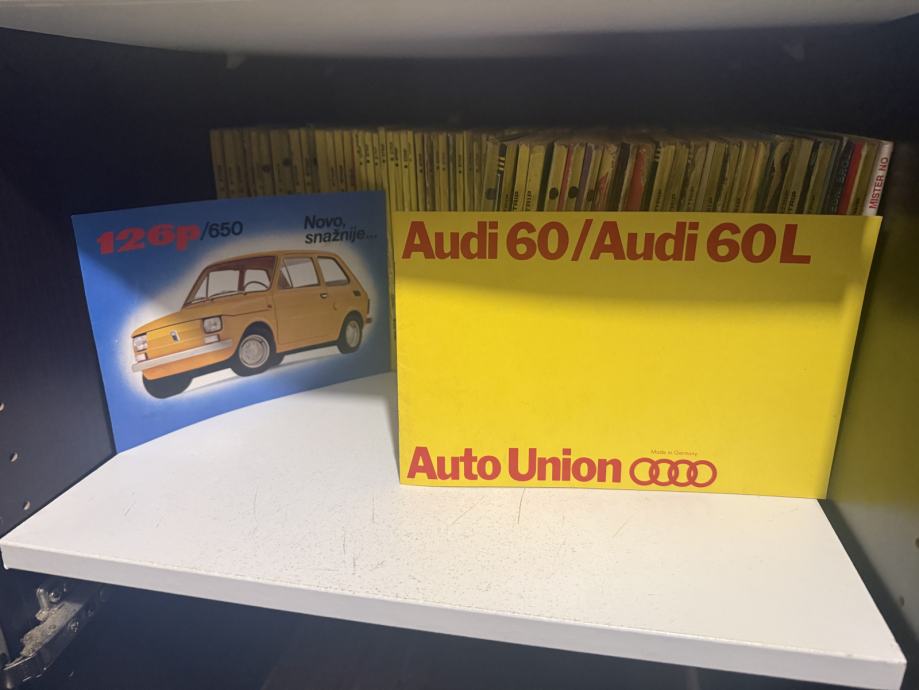 126p/650
Novo,
snažnije...
Audi 60/Audi 60L
Made in Germany
Auto Union
MISTER NO